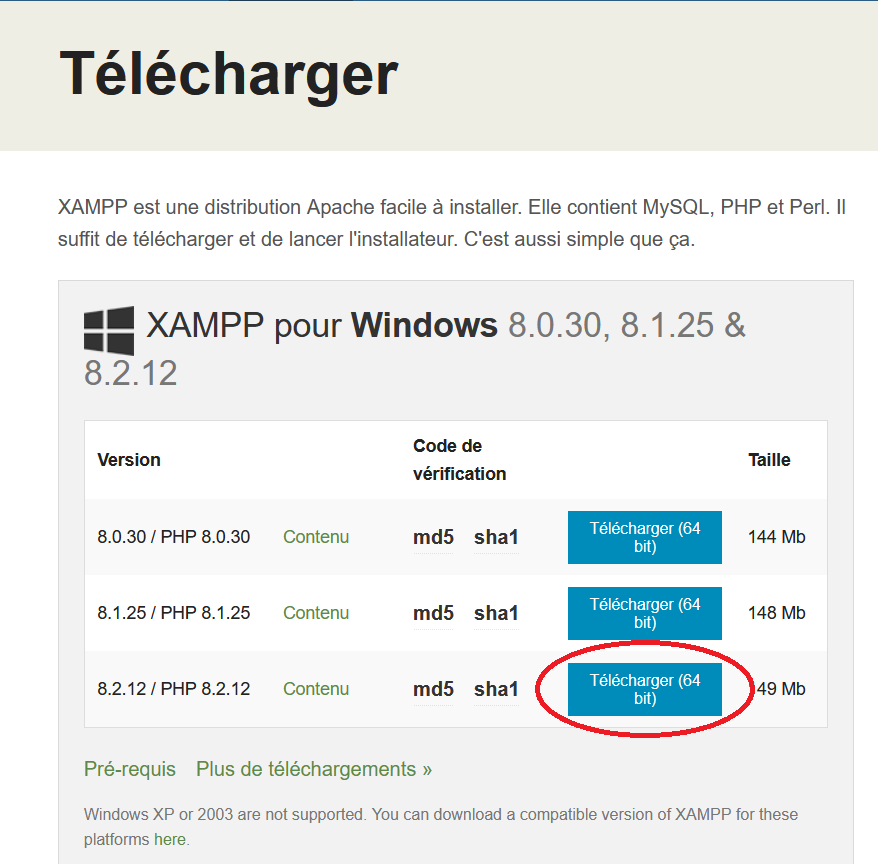 Télécharger
XAMPP est une distribution Apache facile à installer. Elle contient MySQL, PHP et Perl. Il
suffit de télécharger et de lancer l'installateur. C'est aussi simple que ça.
XAMPP pour Windows 8.0.30, 8.1.25 &
8.2.12
Version
Code de
vérification
Taille
8.0.30 / PHP 8.0.30 Contenu md5 sha1 Télécharger (64
bit)
144 Mb
8.1.25 / PHP 8.1.25 Contenu md5 sha1 Télécharger (64
bit)
148 Mb
8.2.12 / PHP 8.2.12 Contenu md5 sha1 Télécharger (64
bit)
49 Mb
Pré-requis Plus de téléchargements »
Windows XP or 2003 are not supported. You can download a compatible version of XAMPP for these
platforms here.